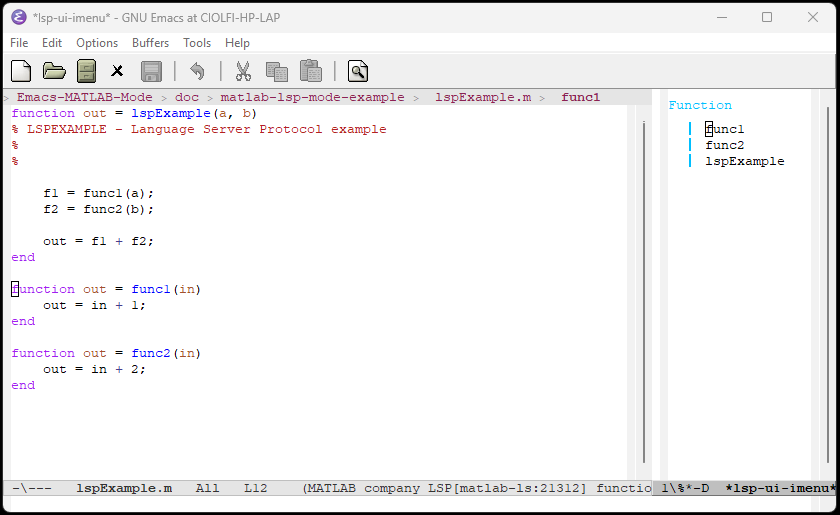 *lsp-ui-imenu* - GNU Emacs at CIOLFI-HP-LAP
File Edit Options Buffers Tools Help
> Emacs-MATLAB-Mode > doc > matlab-lsp-mode-example > lspExample.m > func1
function out = lspExample(a, b)
% LSPEXAMPLE - Language Server Protocol example
%
%
f1 = func1(a);
f2 = func2(b);
out = f1 + f2;
end
function out = func1(in)
out = in + 1;
end
function out = func2(in)
out = in + 2;
end
Function
func1
func2
lspExample
-\--- lspExample.m All L12 (MATLAB company LSP[matlab-ls:21312] functio
1\%*-D *lsp-ui-imenu*